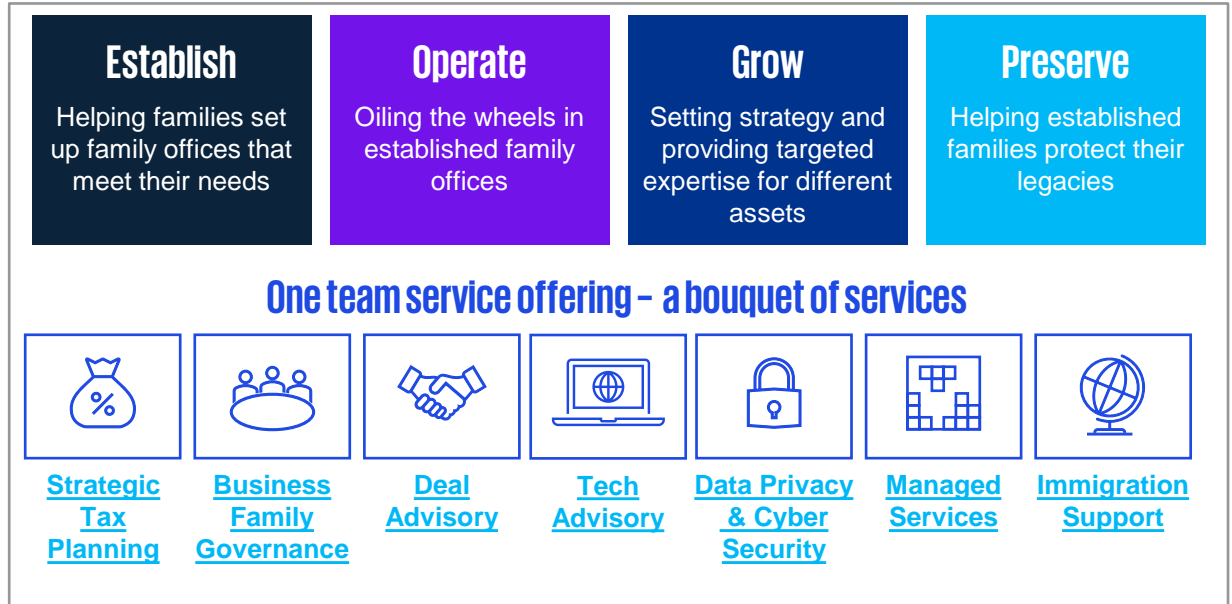 Establish
Helping families set
up family offices that
meet their needs
Operate
Oiling the wheels in
established family
offices
Grow
Setting strategy and
providing targeted
expertise for different
assets
Preserve
Helping established
families protect their
legacies
One team service offering – a bouquet of services
%
Strategic
Tax
Planning
Business
Family
Governance
Deal
Advisory
Tech
Advisory
Data Privacy
& Cyber
Security
Managed
Services
Immigration
Support